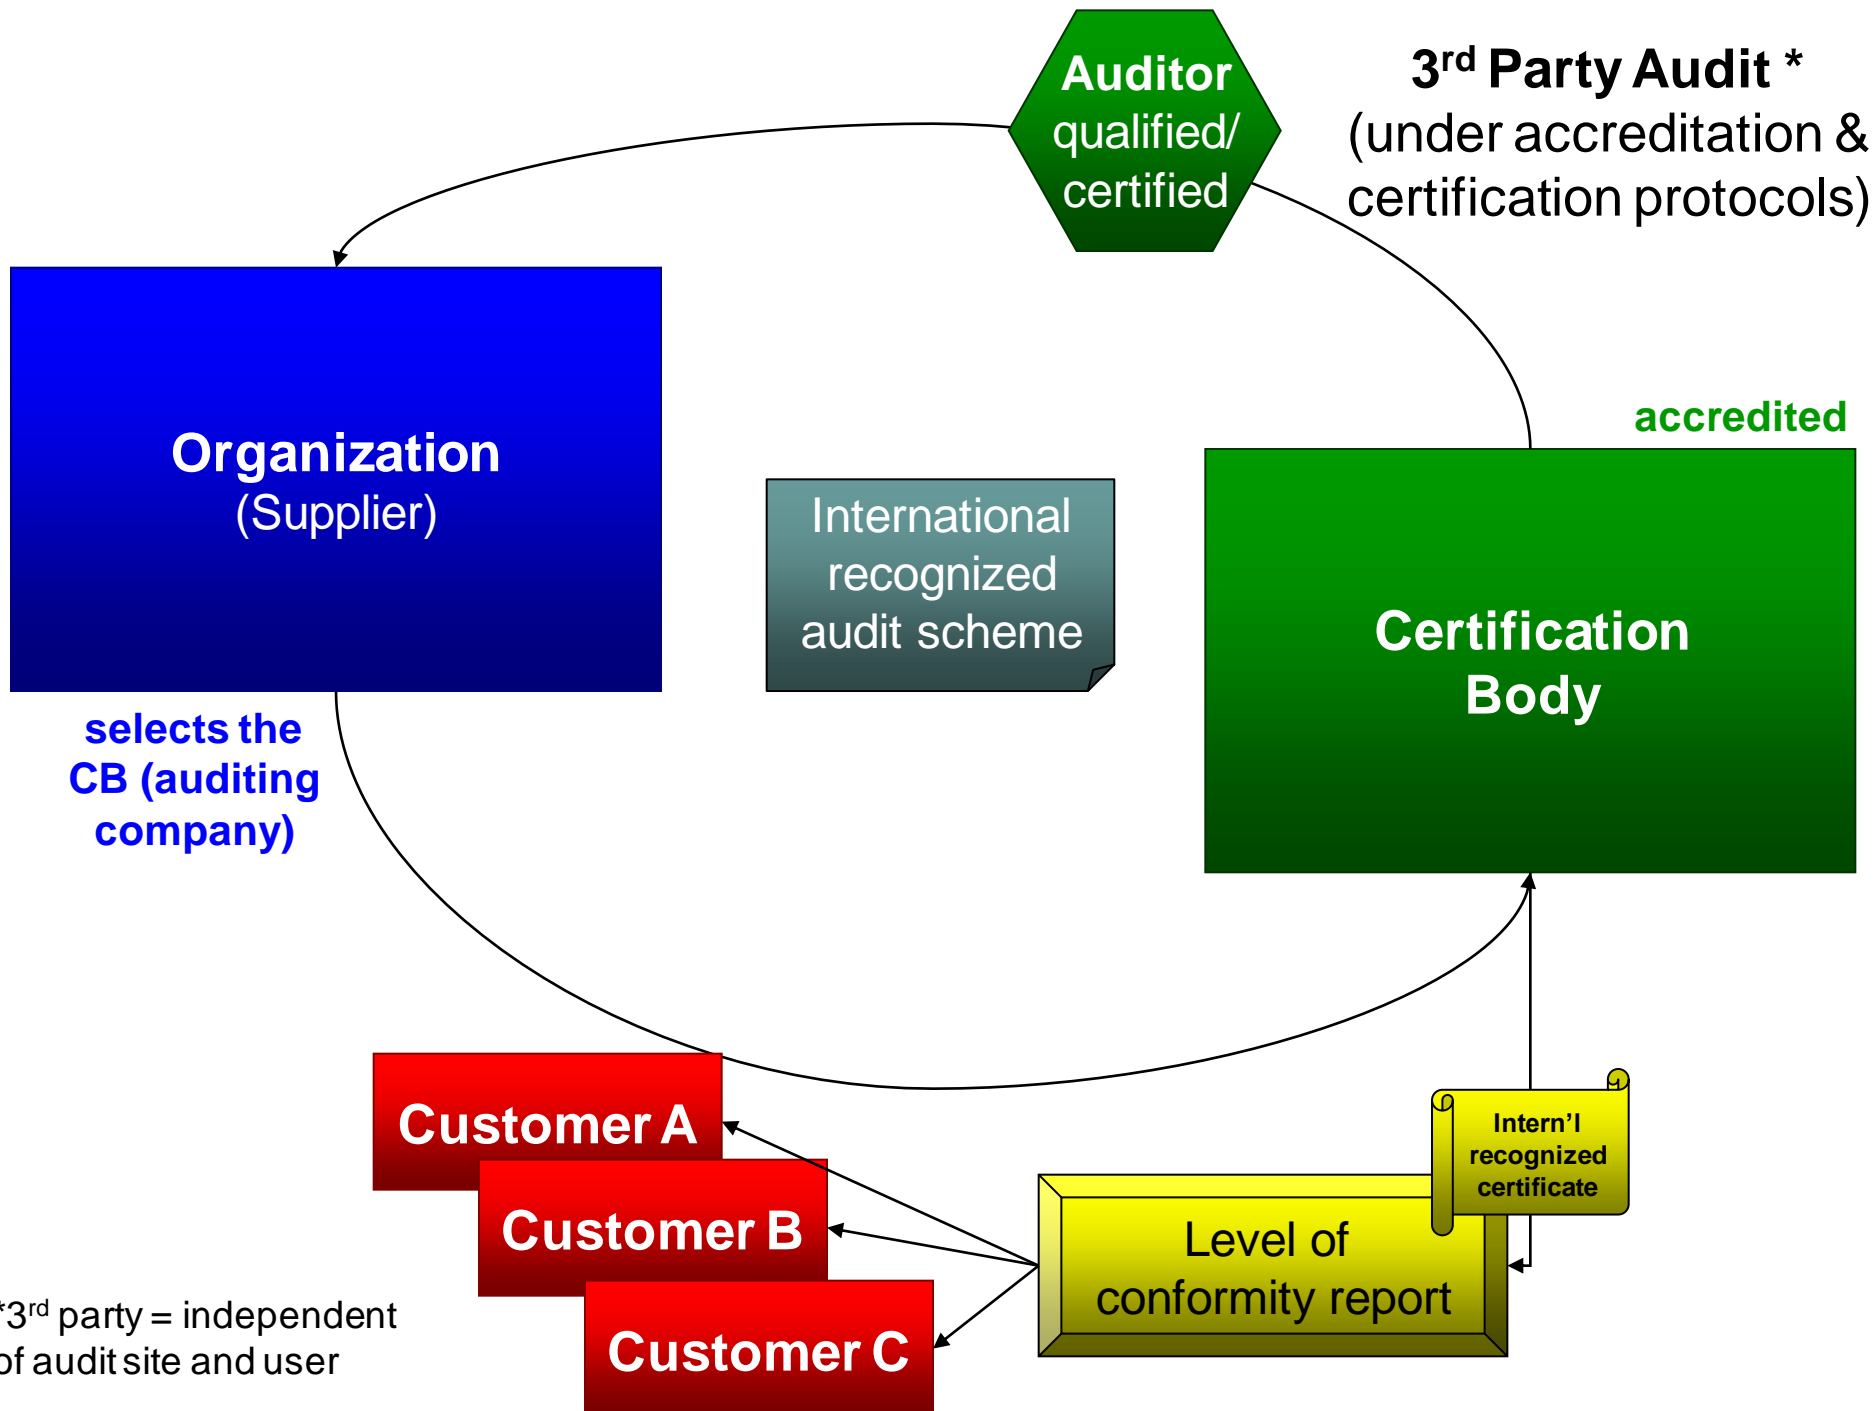 Auditor
qualified/
certified
3rd Party Audit *
(under accreditation &
certification protocols)
accredited
Organization
(Supplier)
International
recognized
audit scheme
Certification
Body
selects the
CB (auditing
company)
Customer A
Customer B
Customer C
Intern’l
recognized
certificate
Level of
conformity report
*3rd party = independent
of audit site and user